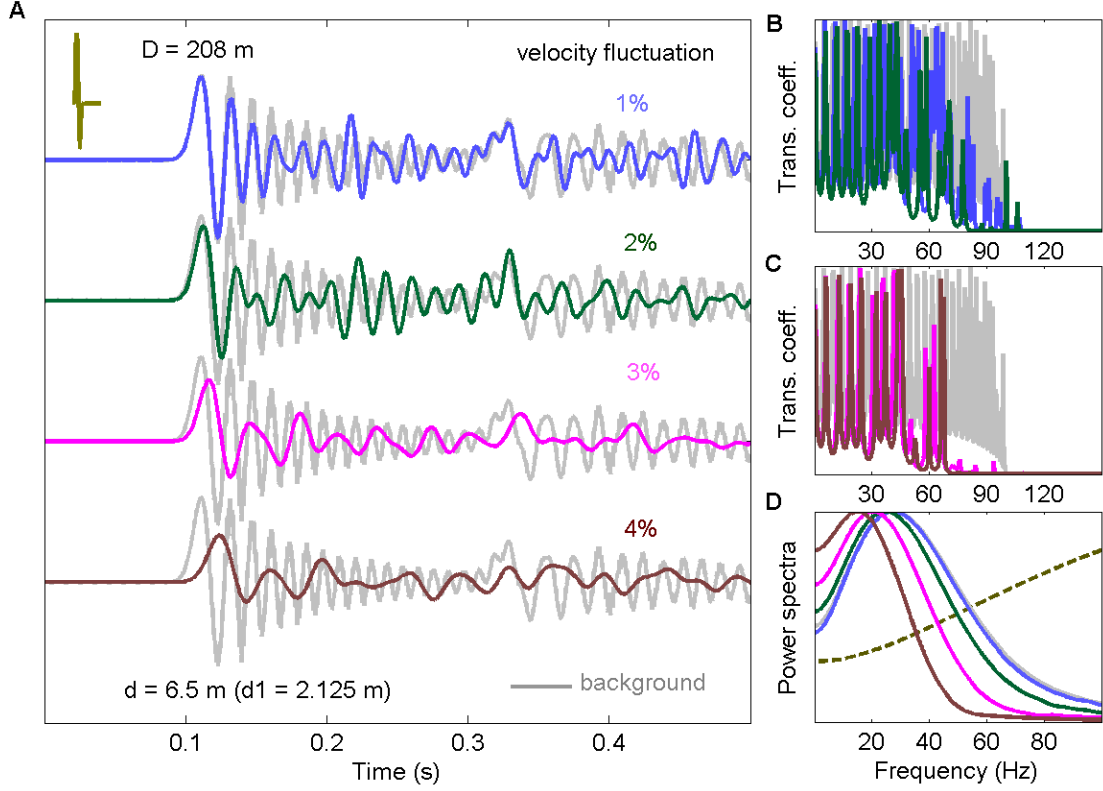 A
D = 208 m
velocity fluctuation
1%
2%
3%
4%
d = 6.5 m (d1 = 2.125 m)
background
0.1 0.2 0.3 0.4
Time (s)
B
Trans. coeff.
30 60 90 120
C
Trans. coeff.
30 60 90 120
D
Power spectra
20 40 60 80
Frequency (Hz)